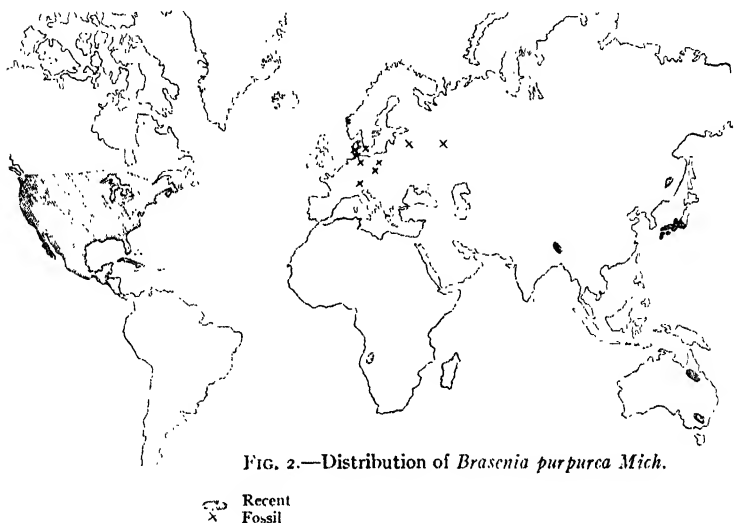 FIG. 2.—Distribution of Brasenia purpurea Mich.
Recent
Fossil